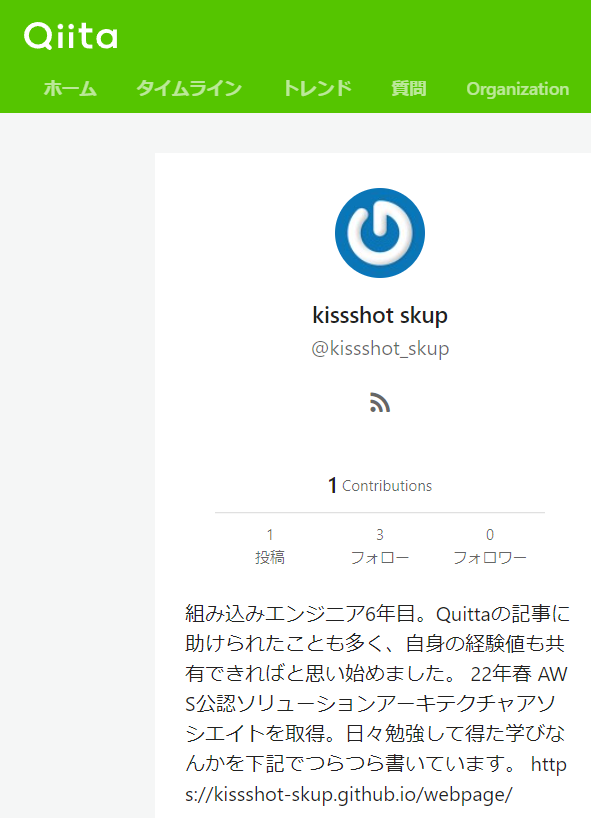 Qiita
ホーム タイムライン トレンド 質問 Organization
kissshot skup
@kissshot_skup
1 Contributions
1 3 0
投稿 フォロー フォロワー
組み込みエンジニア6年目。Quittaの記事に
助けられたことも多く、自身の経験値も共
有できればと思い始めました。 22年春 AW
S公認ソリューションアーキテクチャアソ
シエイトを取得。日々勉強して得た学びな
んかを下記でつらつら書いています。 http
s://kissshot-skup.github.io/webpage/